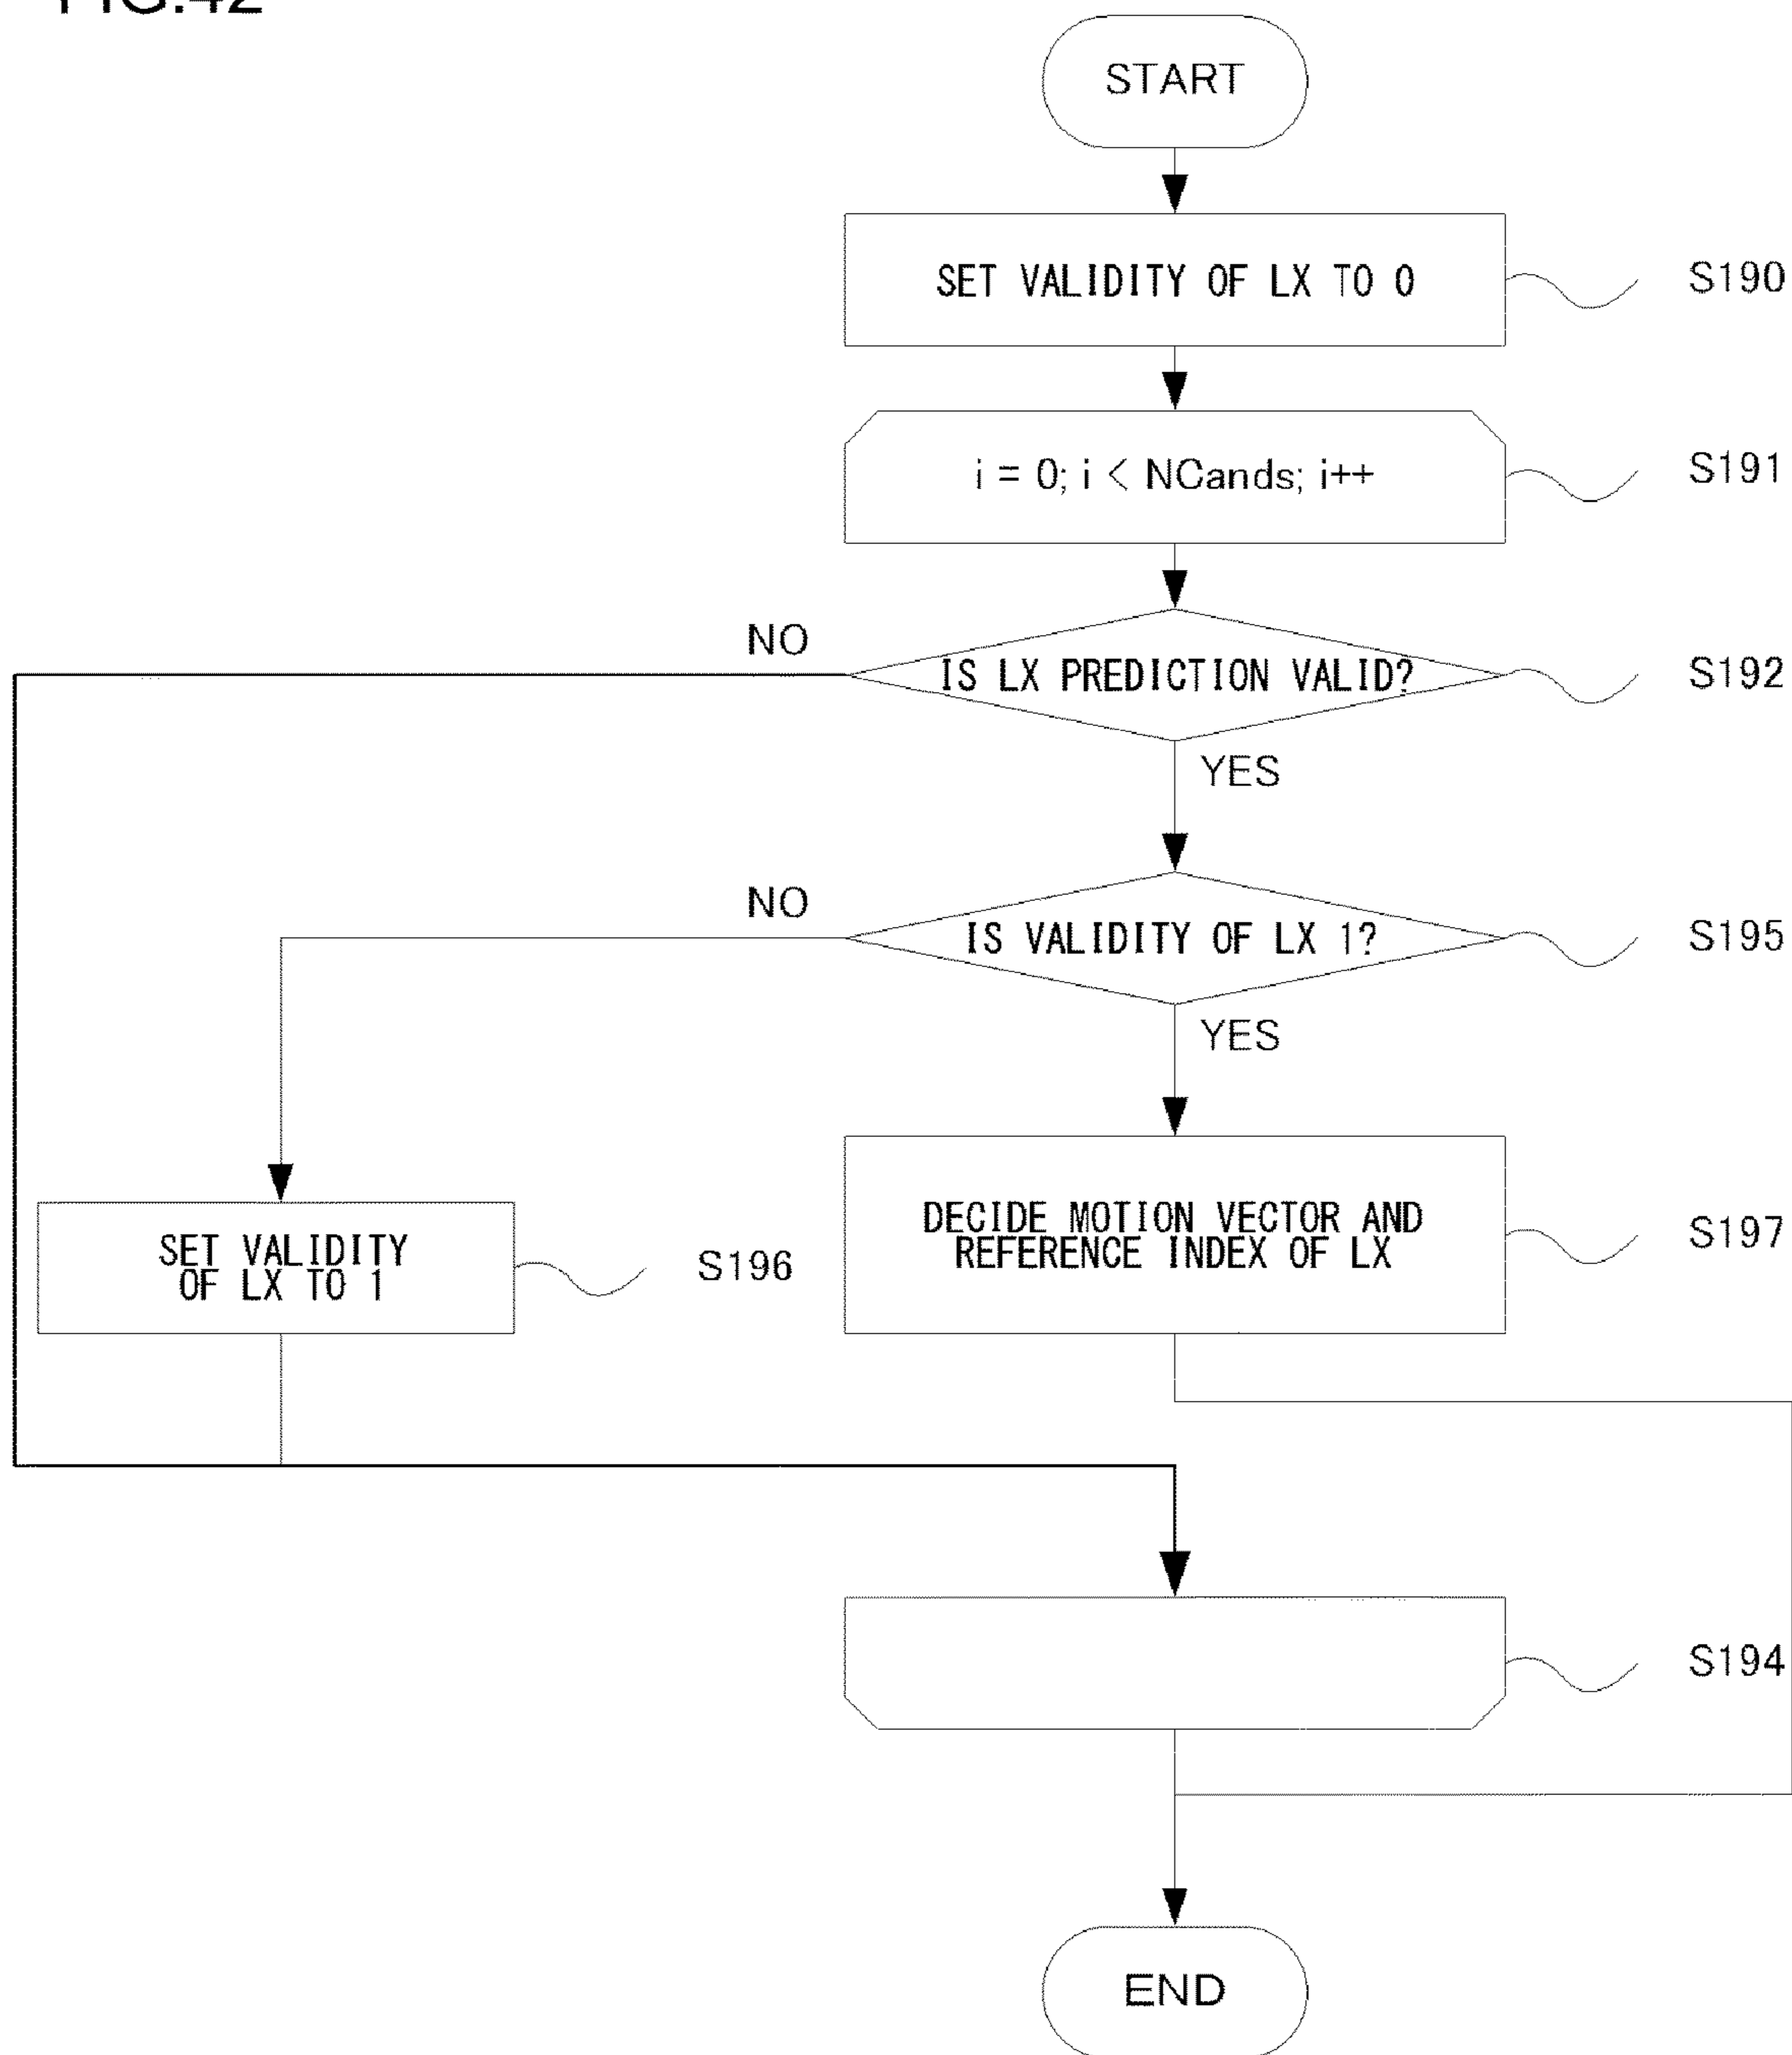 FIG.42
START
SET VALIDITY OF LX TO 0
S190
i = 0; i < NCands; i++
S191
NO
IS LX PREDICTION VALID?
S192
YES
NO
IS VALIDITY OF LX 1?
S195
YES
SET VALIDITY
OF LX TO 1
S196
DECIDE MOTION VECTOR AND
REFERENCE INDEX OF LX
S197
S194
END